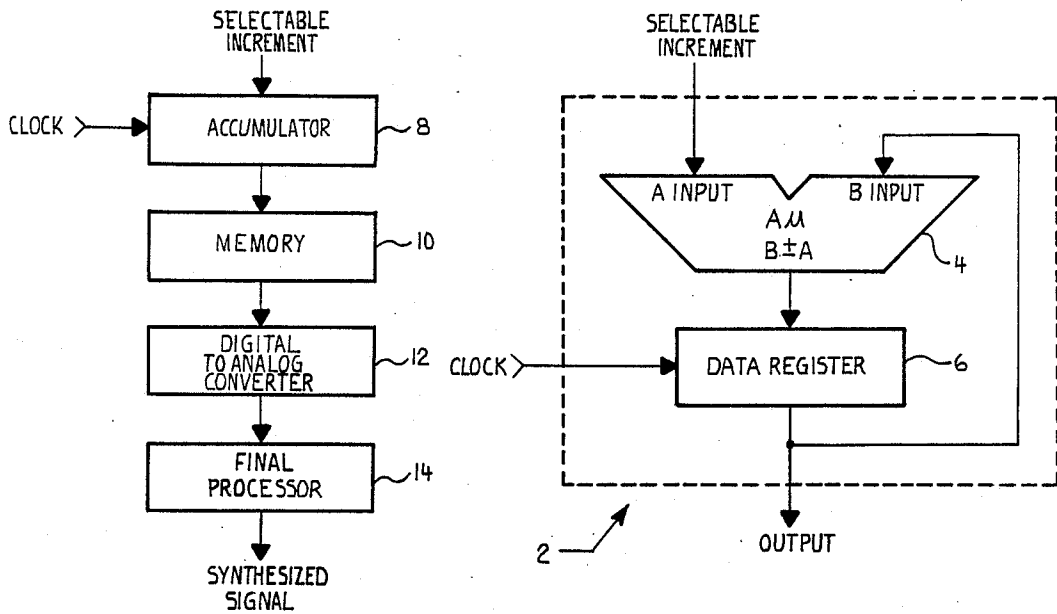 SELECTABLE
INCREMENT
CLOCK
ACCUMULATOR
8
MEMORY
10
DIGITAL
TO ANALOG
CONVERTER
12
FINAL
PROCESSOR
14
SYNTHESIZED
SIGNAL
SELECTABLE
INCREMENT
A INPUT
B INPUT
Aμ
B±A
4
CLOCK
DATA REGISTER
6
2
OUTPUT